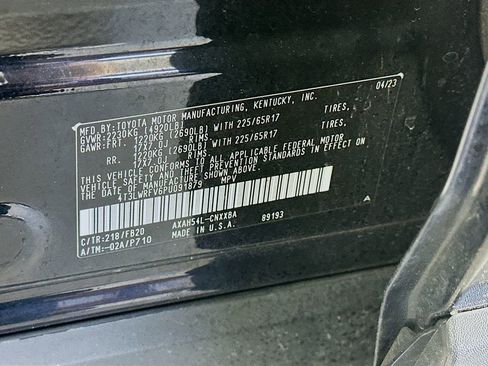 MFD.BY:TOYOTA MOTOR MANUFACTURING, KENTUCKY, INC. 04/23
GVWR:2230KG (4920LB)
GAWR:FRT. 1220KG (2690LB) WITH 225/65R17 TIRES,
17X7.0J RIMS
RR. 1220KG (2690LB) WITH 225/65R17 TIRES,
17X7.0J RIMS
THIS VEHICLE CONFORMS TO ALL APPLICABLE FEDERAL MOTOR
VEHICLE SAFETY STANDARDS IN EFFECT ON THE DATE OF
MANUFACTURE SHOWN ABOVE.
4T3LWRFV6PU091879 MPV
C/TR:218/FB20 AXAH54L-CNXXBA 89193 A
A/TM:-02A/P710 MADE IN U.S.A.